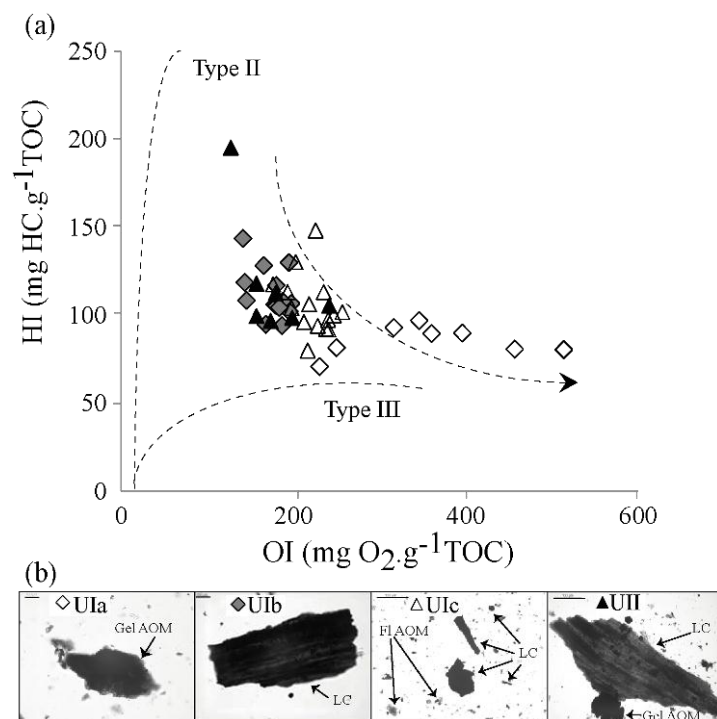 (a)
250
Type II
200
150
100
50
0
HI (mg HC.g⁻¹TOC)
Type III
0
200
400
600
OI (mg O₂.g⁻¹TOC)
(b)
UIa
Gel AOM
UIb
LC
UIc
Fl AOM
LC
UII
LC
Gel AOM